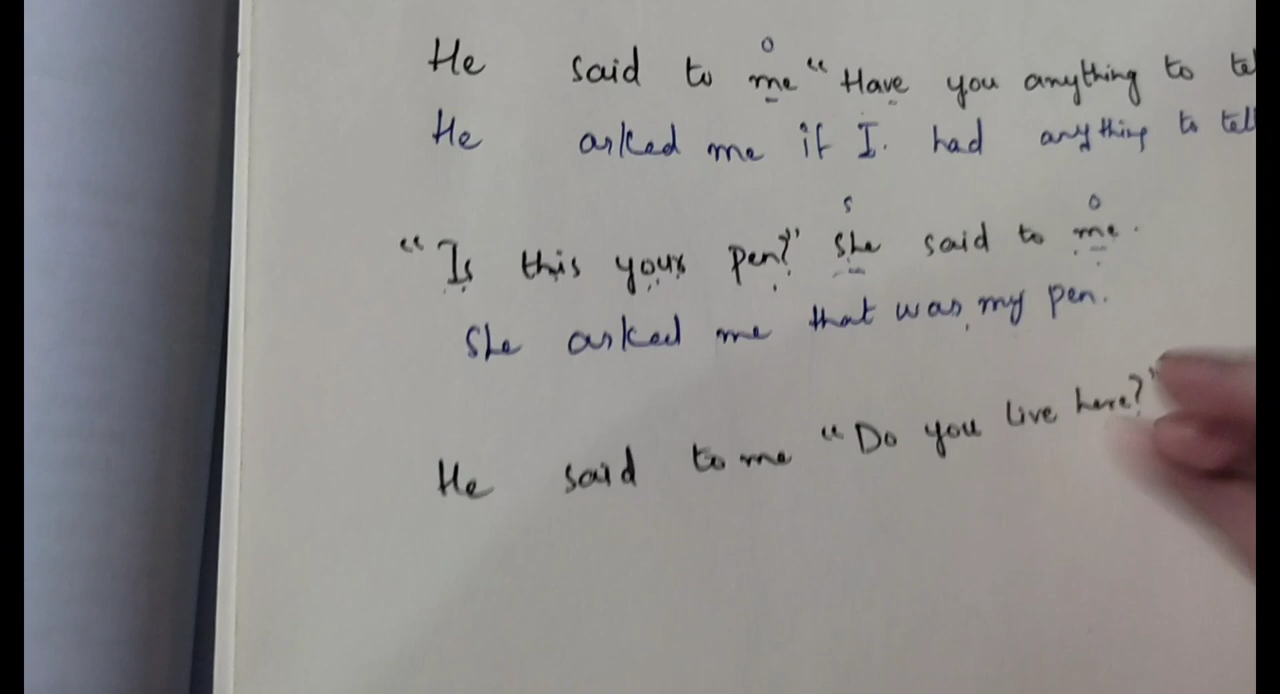 He said to me "Have you anything to tel
He asked me if I. had anything to tell
"Is this your pen?" She said to me.
She asked me that was my pen.
He said to me "Do you live here?"